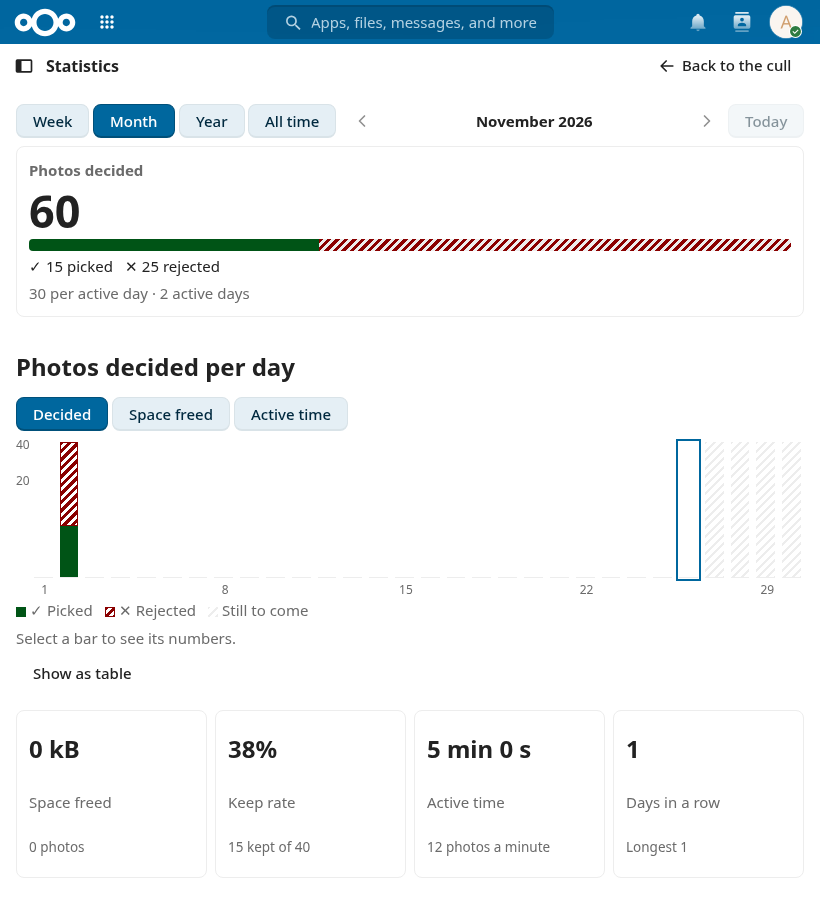 Apps, files, messages, and more
A
Statistics
Back to the cull
Week
Month
Year
All time
November 2026
Today
Photos decided
60
✓ 15 picked ✕ 25 rejected
30 per active day · 2 active days
Photos decided per day
Decided
Space freed
Active time
40
20
1 8 15 22 29
✓ Picked ✕ Rejected Still to come
Select a bar to see its numbers.
Show as table
0 kB
Space freed
0 photos
38%
Keep rate
15 kept of 40
5 min 0 s
Active time
12 photos a minute
1
Days in a row
Longest 1